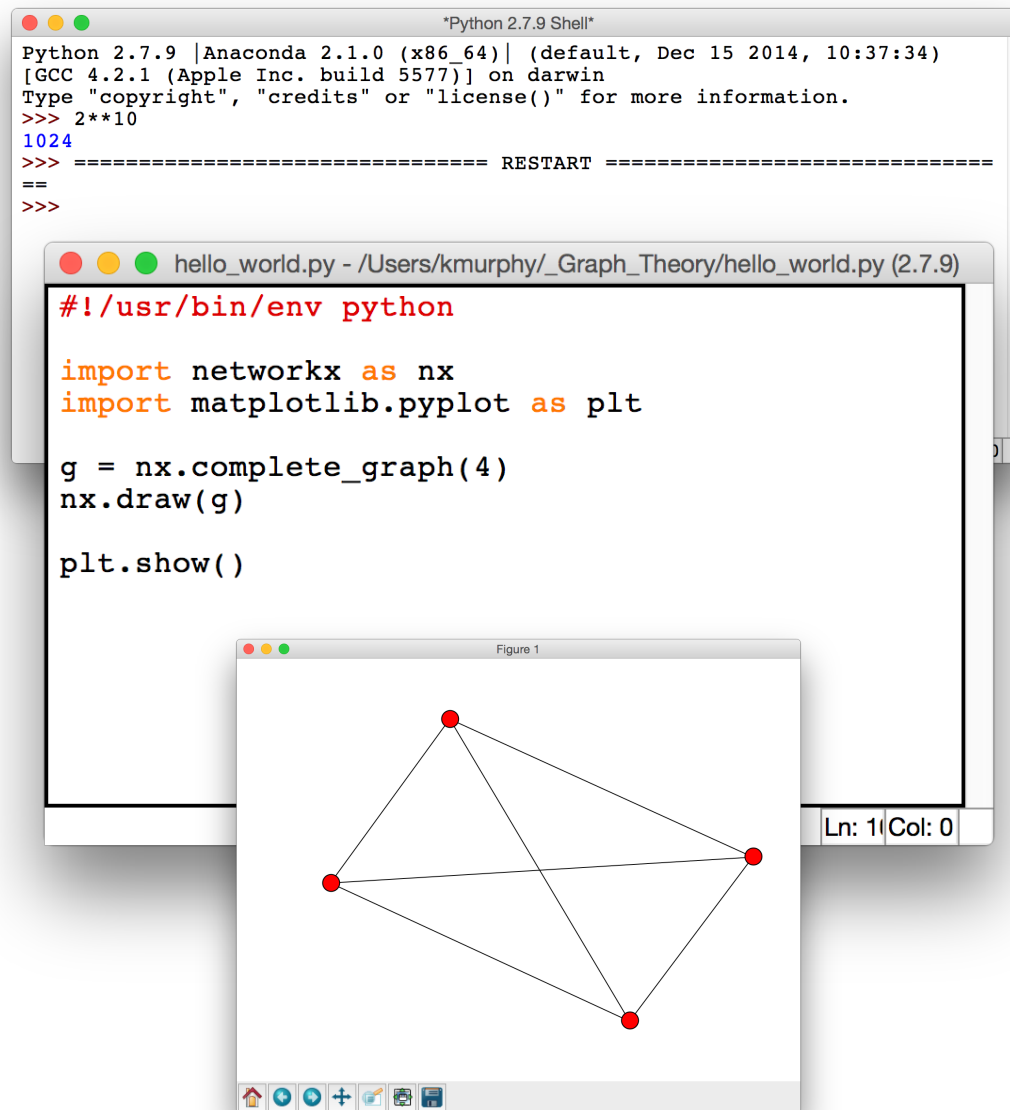 *Python 2.7.9 Shell*
Python 2.7.9 |Anaconda 2.1.0 (x86_64)| (default, Dec 15 2014, 10:37:34)
[GCC 4.2.1 (Apple Inc. build 5577)] on darwin
Type "copyright", "credits" or "license()" for more information.
>>> 2**10
1024
>>> ================================ RESTART ==============================
==
>>>
hello_world.py - /Users/kmurphy/_Graph_Theory/hello_world.py (2.7.9)
#!/usr/bin/env python
import networkx as nx
import matplotlib.pyplot as plt
g = nx.complete_graph(4)
nx.draw(g)
plt.show()
Ln: Col: 0
Figure 1